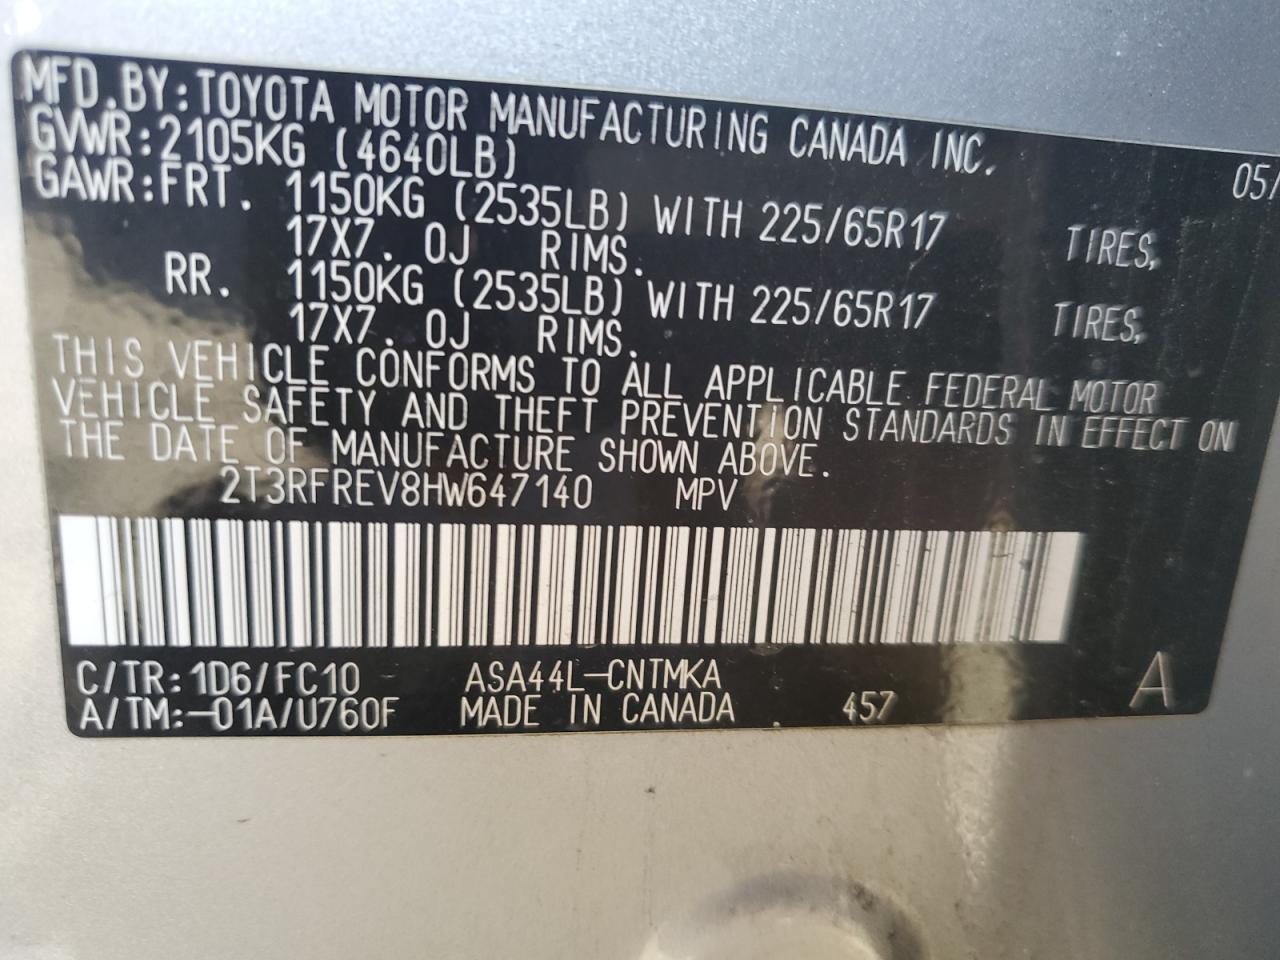 MFD.BY:TOYOTA MOTOR MANUFACTURING CANADA INC. 05/
GVWR:2105KG (4640LB)
GAWR:FRT. 1150KG (2535LB) WITH 225/65R17 TIRES,
17X7.0J RIMS.
RR. 1150KG (2535LB) WITH 225/65R17 TIRES,
17X7.0J RIMS.
THIS VEHICLE CONFORMS TO ALL APPLICABLE FEDERAL MOTOR
VEHICLE SAFETY AND THEFT PREVENTION STANDARDS IN EFFECT ON
THE DATE OF MANUFACTURE SHOWN ABOVE.
2T3RFREV8HW647140 MPV
C/TR:1D6/FC10 ASA44L-CNTMKA
A/TM:-01A/U760F MADE IN CANADA 457 A